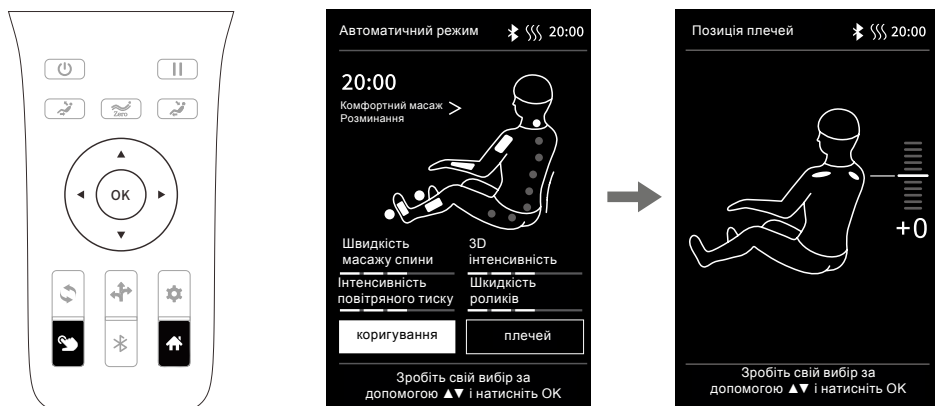 Zero
OK
Автоматичний режим
20:00
20:00
Комфортний масаж >
Розминання
Швидкість
масажу спини
3D
інтенсивність
Інтенсивність
повітряного тиску
Шкидкість
роликів
коригування
плечей
Зробіть свій вибір за
допомогою ▲▼ і натисніть OK
Позиція плечей
20:00
+0
Зробіть свій вибір за
допомогою ▲▼ і натисніть OK